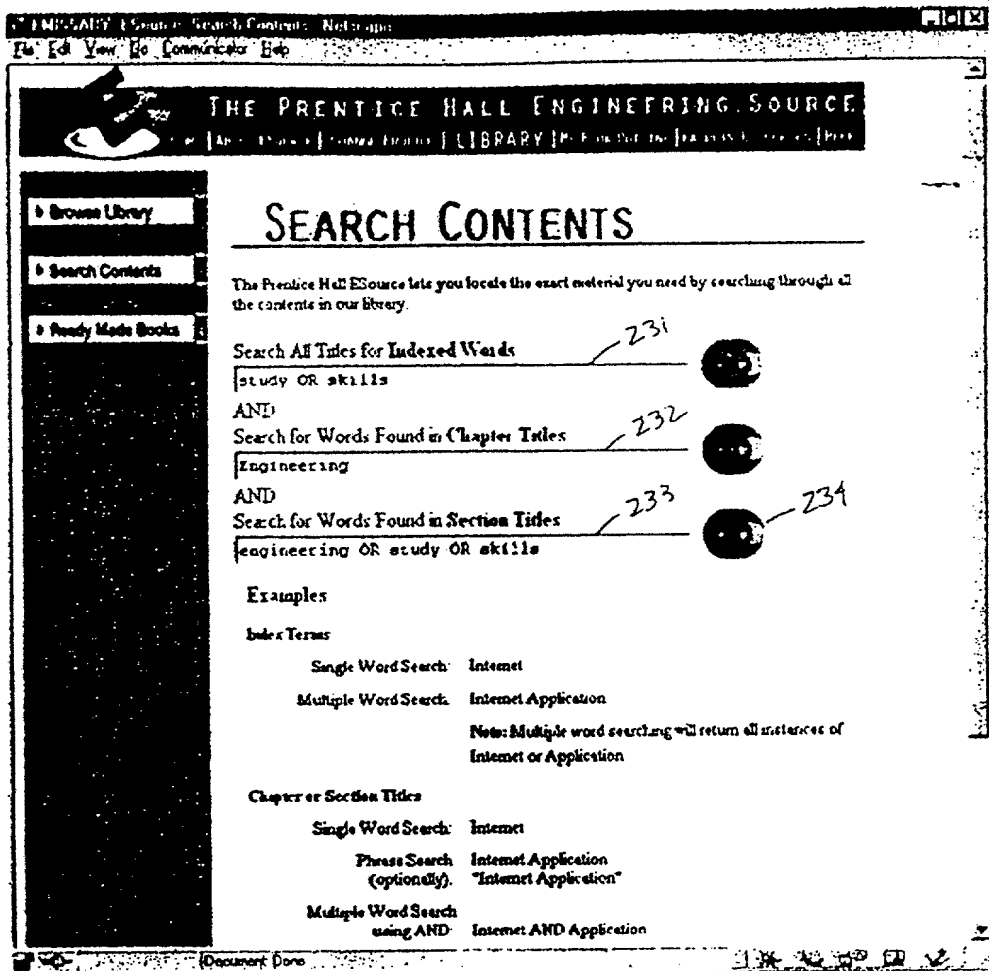 EMISSARY ESource Search Contents Netscape
File Edit View Go Communicator Help
THE PRENTICE HALL ENGINEERING SOURCE
LIBRARY
Browse Library
Search Contents
Ready Made Books
SEARCH CONTENTS
The Prentice Hall ESource lets you locate the exact material you need by searching through all
the contents in our library.
Search All Titles for Indexed Words
231
study OR skills
AND
Search for Words Found in Chapter Titles
232
Engineering
AND
Search for Words Found in Section Titles
233
234
engineering OR study OR skills
Examples
Index Terms
Single Word Search: Internet
Multiple Word Search: Internet Application
Note: Multiple word searching will return all instances of
Internet or Application
Chapter or Section Titles
Single Word Search: Internet
Phrase Search Internet Application
(optionally). "Internet Application"
Multiple Word Search
using AND: Internet AND Application
Document Done